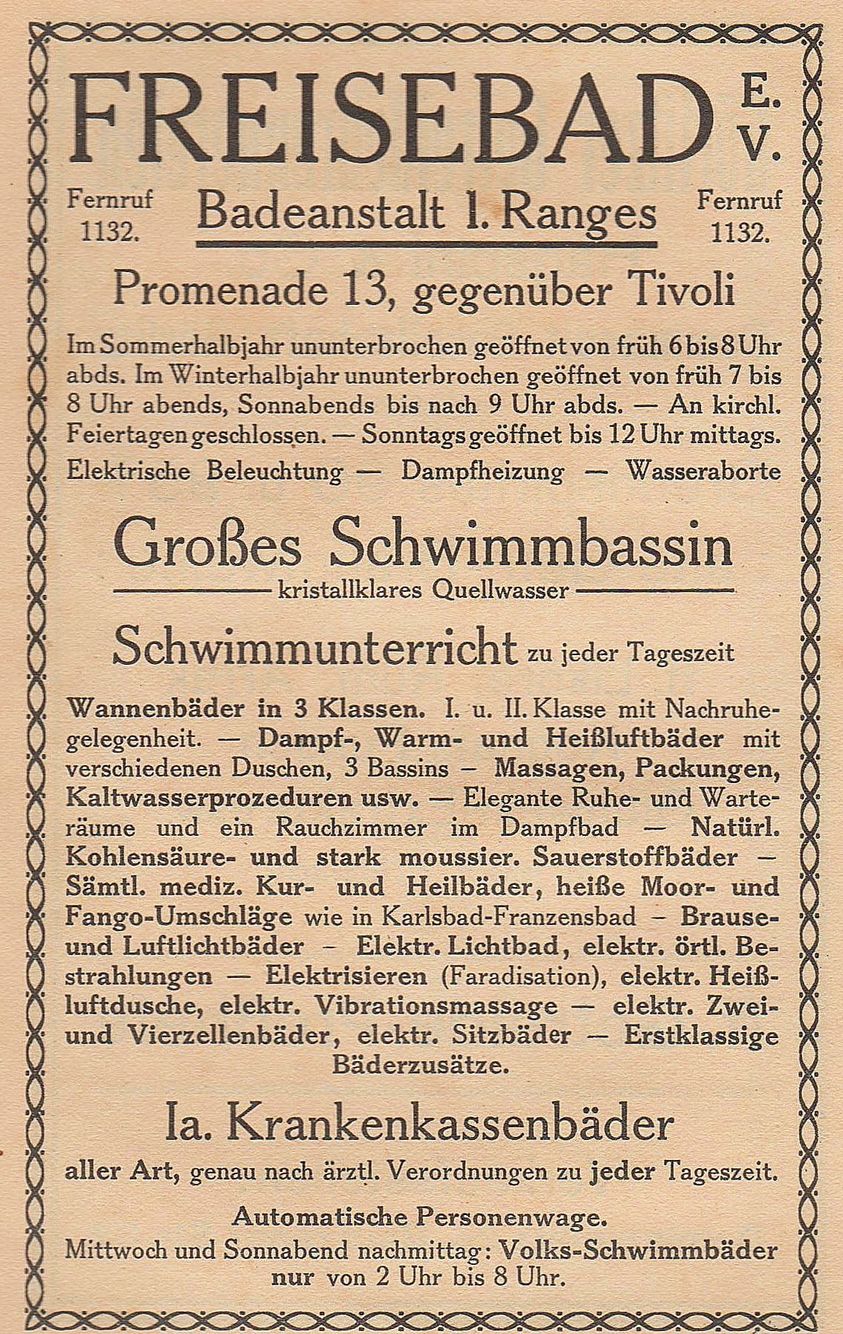 FREISEBAD E. V.
Fernruf 1132. Badeanstalt 1. Ranges Fernruf 1132.
Promenade 13, gegenüber Tivoli
Im Sommerhalbjahr ununterbrochen geöffnet von früh 6 bis 8 Uhr
abds. Im Winterhalbjahr ununterbrochen geöffnet von früh 7 bis
8 Uhr abends, Sonnabends bis nach 9 Uhr abds. — An kirchl.
Feiertagen geschlossen. — Sonntags geöffnet bis 12 Uhr mittags.
Elektrische Beleuchtung — Dampfheizung — Wasseraborte
Großes Schwimmbassin
kristallklares Quellwasser
Schwimmunterricht zu jeder Tageszeit
Wannenbäder in 3 Klassen. I. u. II. Klasse mit Nachruhe-
gelegenheit. — Dampf-, Warm- und Heißluftbäder mit
verschiedenen Duschen, 3 Bassins — Massagen, Packungen,
Kaltwasserprozeduren usw. — Elegante Ruhe- und Warte-
räume und ein Rauchzimmer im Dampfbad — Natürl.
Kohlensäure- und stark moussier. Sauerstoffbäder —
Sämtl. mediz. Kur- und Heilbäder, heiße Moor- und
Fango-Umschläge wie in Karlsbad-Franzensbad — Brause-
und Luftlichtbäder — Elektr. Lichtbad, elektr. örtl. Be-
strahlungen — Elektrisieren (Faradisation), elektr. Heiß-
luftdusche, elektr. Vibrationsmassage — elektr. Zwei-
und Vierzellenbäder, elektr. Sitzbäder — Erstklassige
Bäderzusätze.
Ia. Krankenkassenbäder
aller Art, genau nach ärztl. Verordnungen zu jeder Tageszeit.
Automatische Personenwage.
Mittwoch und Sonnabend nachmittag: Volks-Schwimmbäder
nur von 2 Uhr bis 8 Uhr.